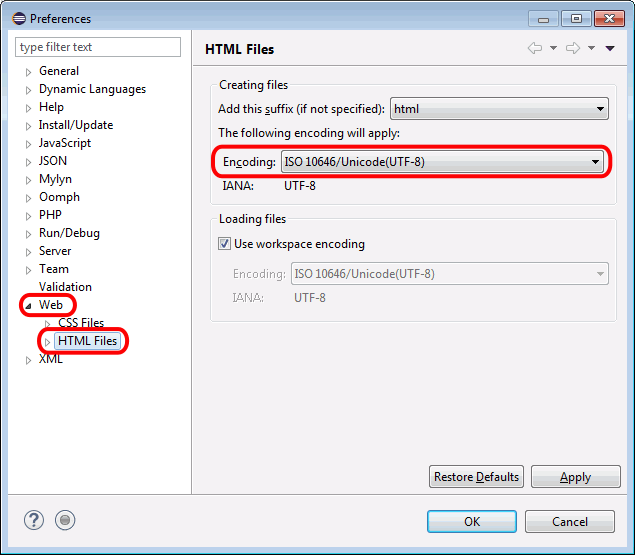 Preferences
type filter text
General
Dynamic Languages
Help
Install/Update
JavaScript
JSON
Mylyn
Oomph
PHP
Run/Debug
Server
Team
Validation
Web
CSS Files
HTML Files
XML
HTML Files
Creating files
Add this suffix (if not specified): html
The following encoding will apply:
Encoding: ISO 10646/Unicode(UTF-8)
IANA: UTF-8
Loading files
Use workspace encoding
Encoding: ISO 10646/Unicode(UTF-8)
IANA: UTF-8
Restore Defaults Apply
? OK Cancel